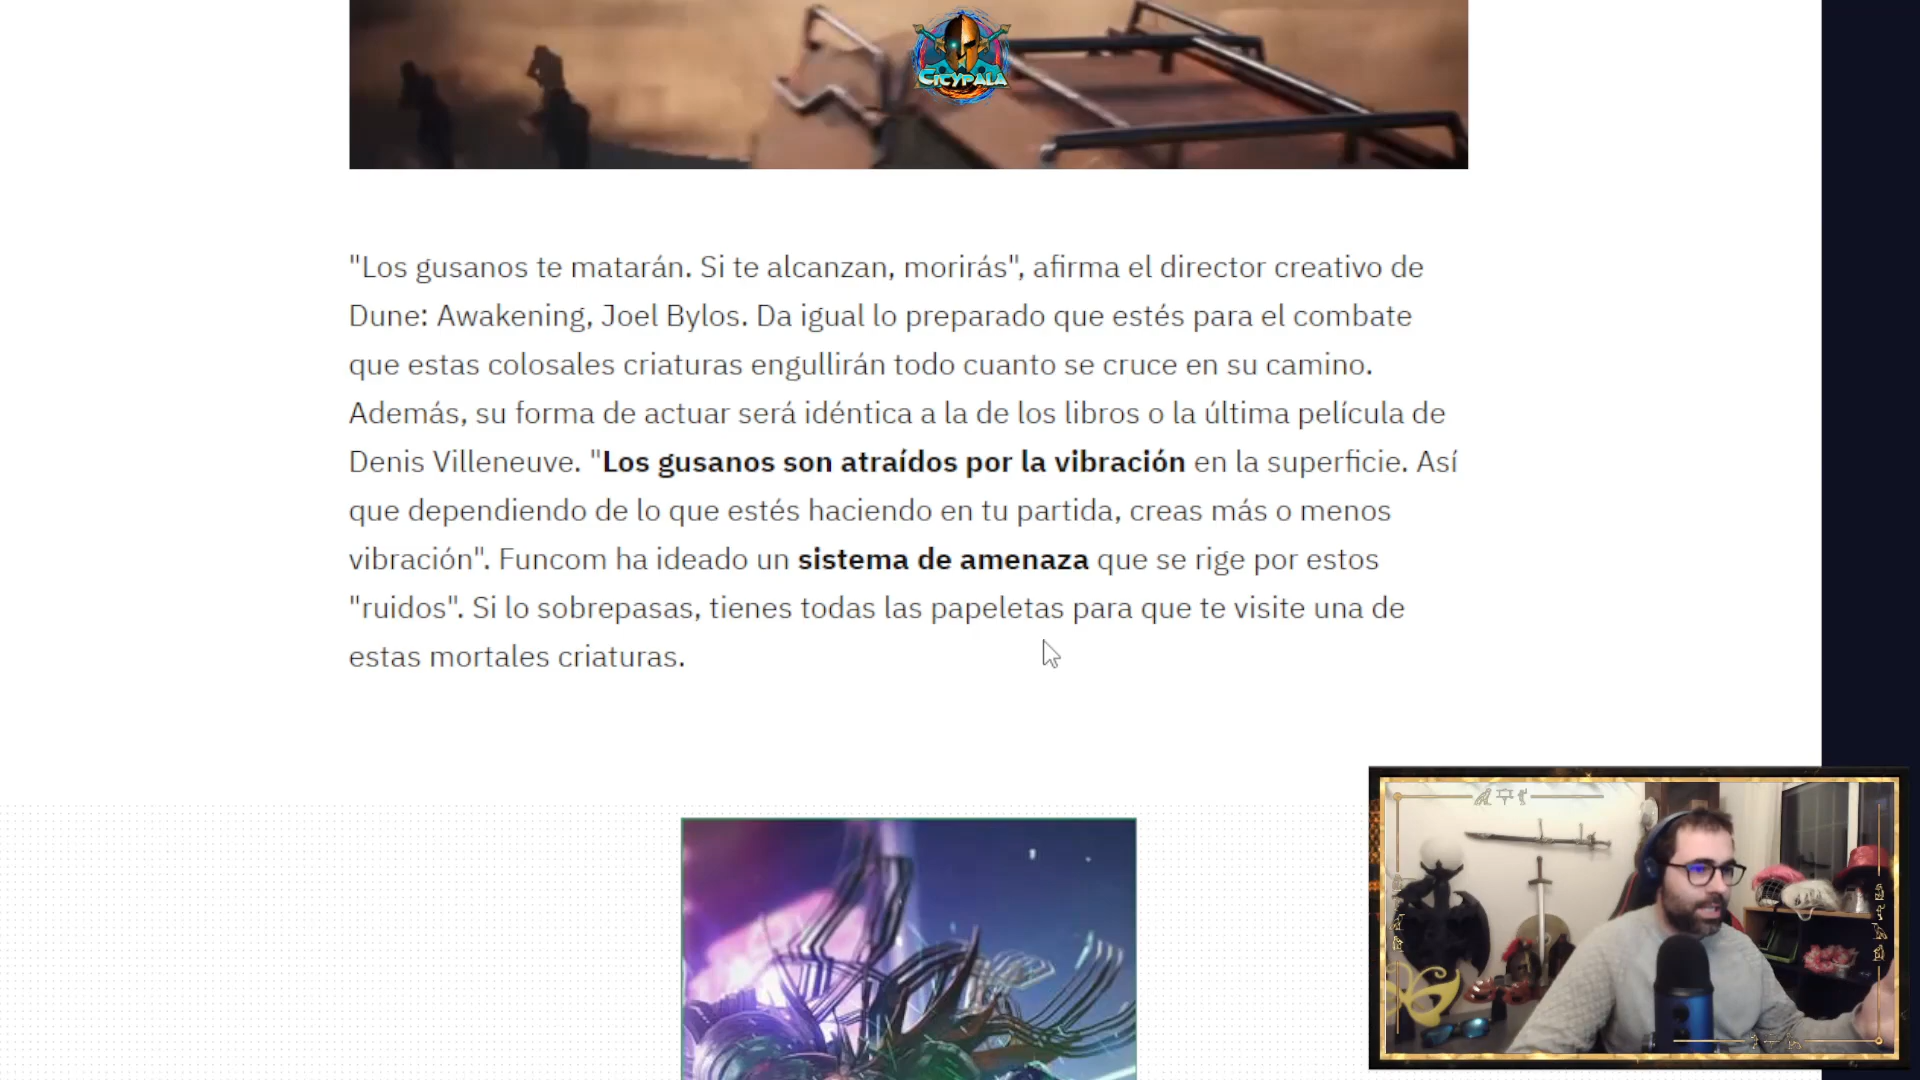 CITYPALA
"Los gusanos te matarán. Si te alcanzan, morirás", afirma el director creativo de
Dune: Awakening, Joel Bylos. Da igual lo preparado que estés para el combate
que estas colosales criaturas engullirán todo cuanto se cruce en su camino.
Además, su forma de actuar será idéntica a la de los libros o la última película de
Denis Villeneuve. "Los gusanos son atraídos por la vibración en la superficie. Así
que dependiendo de lo que estés haciendo en tu partida, creas más o menos
vibración". Funcom ha ideado un sistema de amenaza que se rige por estos
"ruidos". Si lo sobrepasas, tienes todas las papeletas para que te visite una de
estas mortales criaturas.